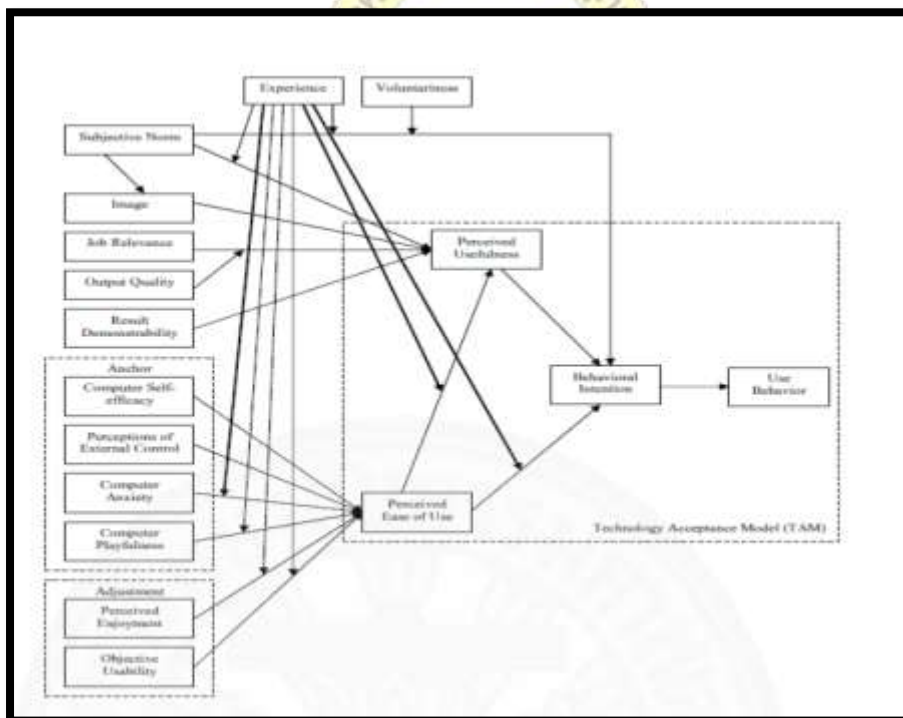 Experience
Voluntariness
Subjective Norm
Image
Job Relevance
Output Quality
Result
Demonstrability
Perceived
Usefulness
Anchor
Computer Self-
efficacy
Perceptions of
External Control
Computer
Anxiety
Computer
Playfulness
Behavioral
Intention
Use
Behavior
Perceived
Ease of Use
Technology Acceptance Model (TAM)
Adjustment
Perceived
Enjoyment
Objective
Usability